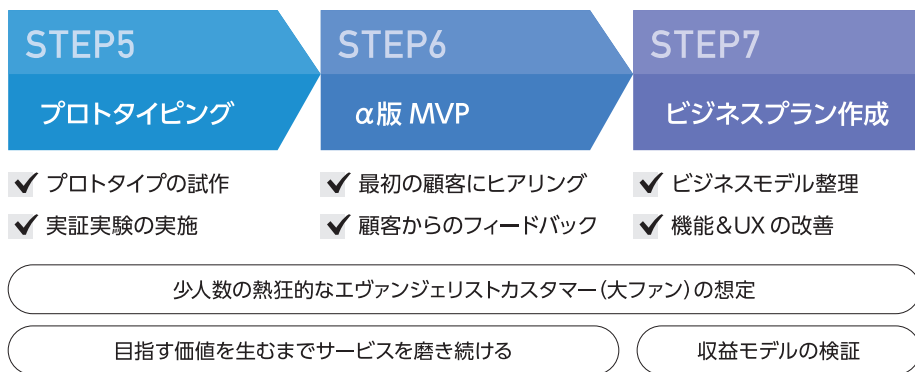 STEP5
プロトタイピング
✓ プロトタイプの試作
✓ 実証実験の実施
STEP6
α版 MVP
✓ 最初の顧客にヒアリング
✓ 顧客からのフィードバック
STEP7
ビジネスプラン作成
✓ ビジネスモデル整理
✓ 機能&UXの改善
少人数の熱狂的なエヴァンジェリストカスタマー(大ファン)の想定
目指す価値を生むまでサービスを磨き続ける
収益モデルの検証